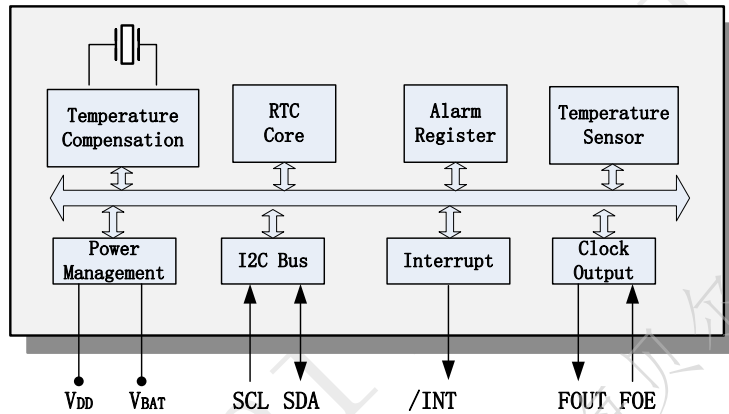 Temperature
Compensation
RTC
Core
Alarm
Register
Temperature
Sensor
Power
Management
I2C Bus
Interrupt
Clock
Output
VDD
VBAT
SCL
SDA
/INT
FOUT
FOE